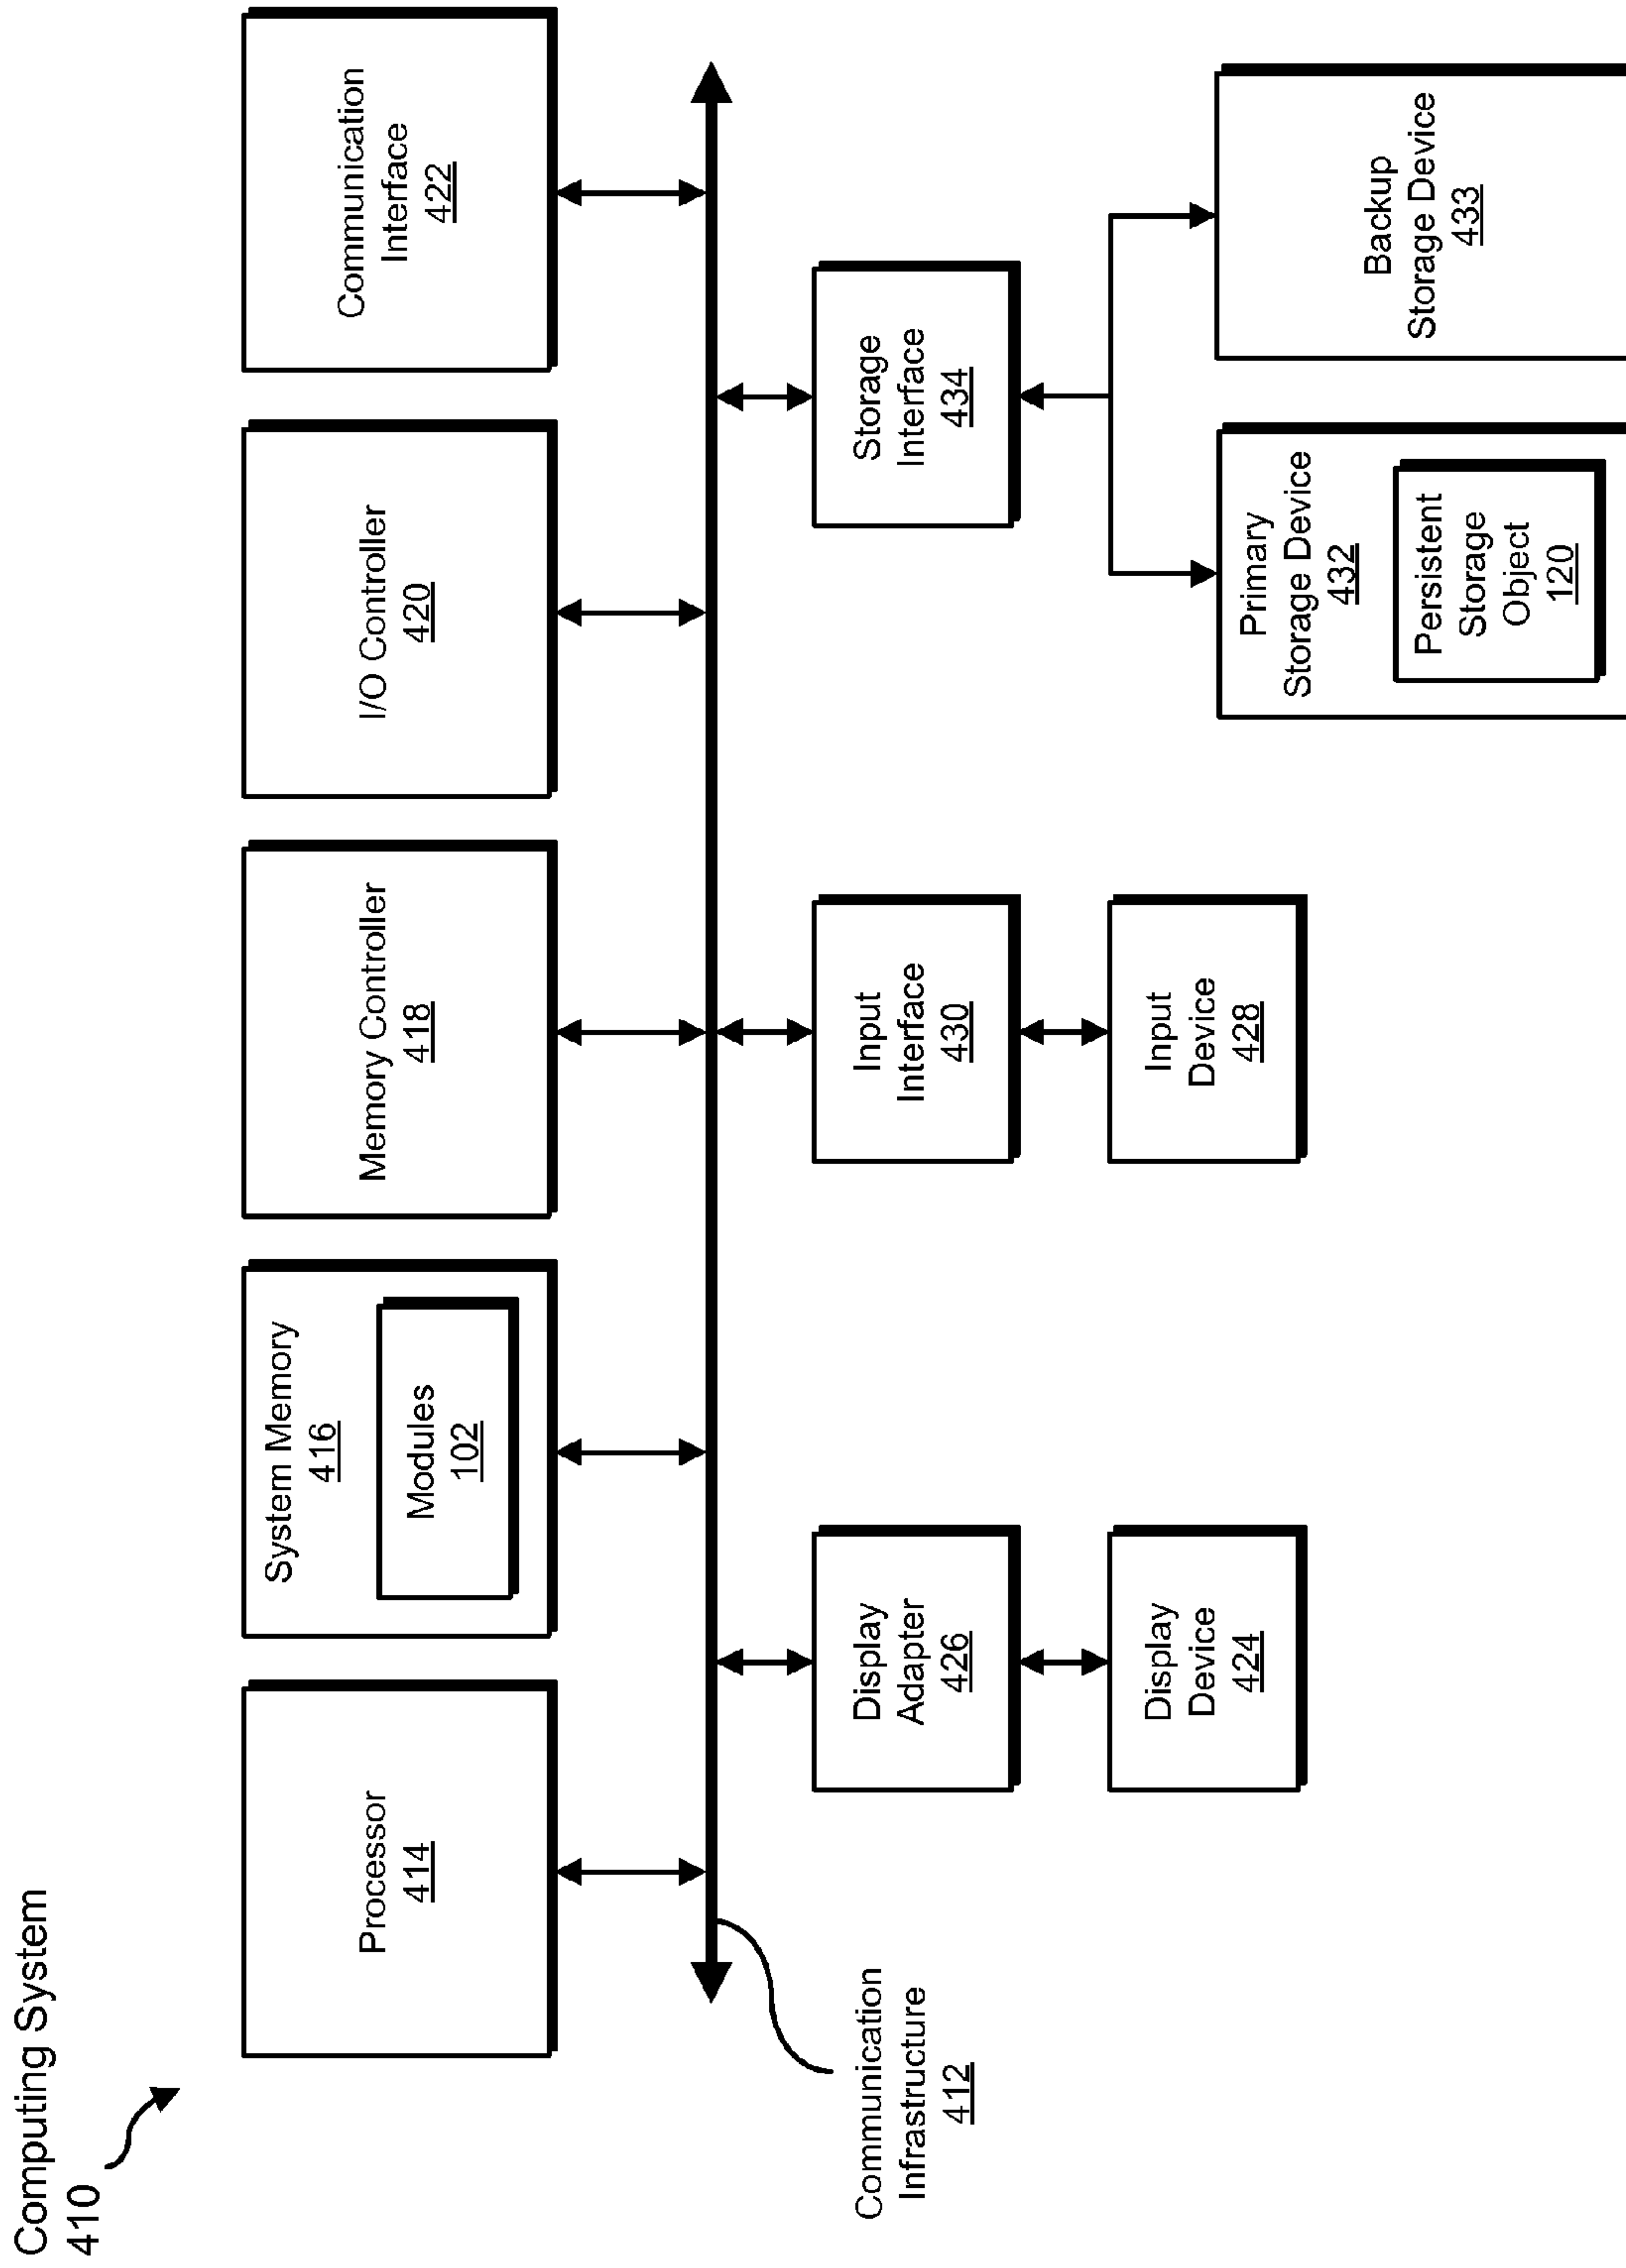 Computing System
410
Processor
414
System Memory
416
Modules
102
Memory Controller
418
I/O Controller
420
Communication
Interface
422
Communication
Infrastructure
412
Display
Adapter
426
Input
Interface
430
Storage
Interface
434
Display
Device
424
Input
Device
428
Primary
Storage Device
432
Persistent
Storage
Object
120
Backup
Storage Device
433